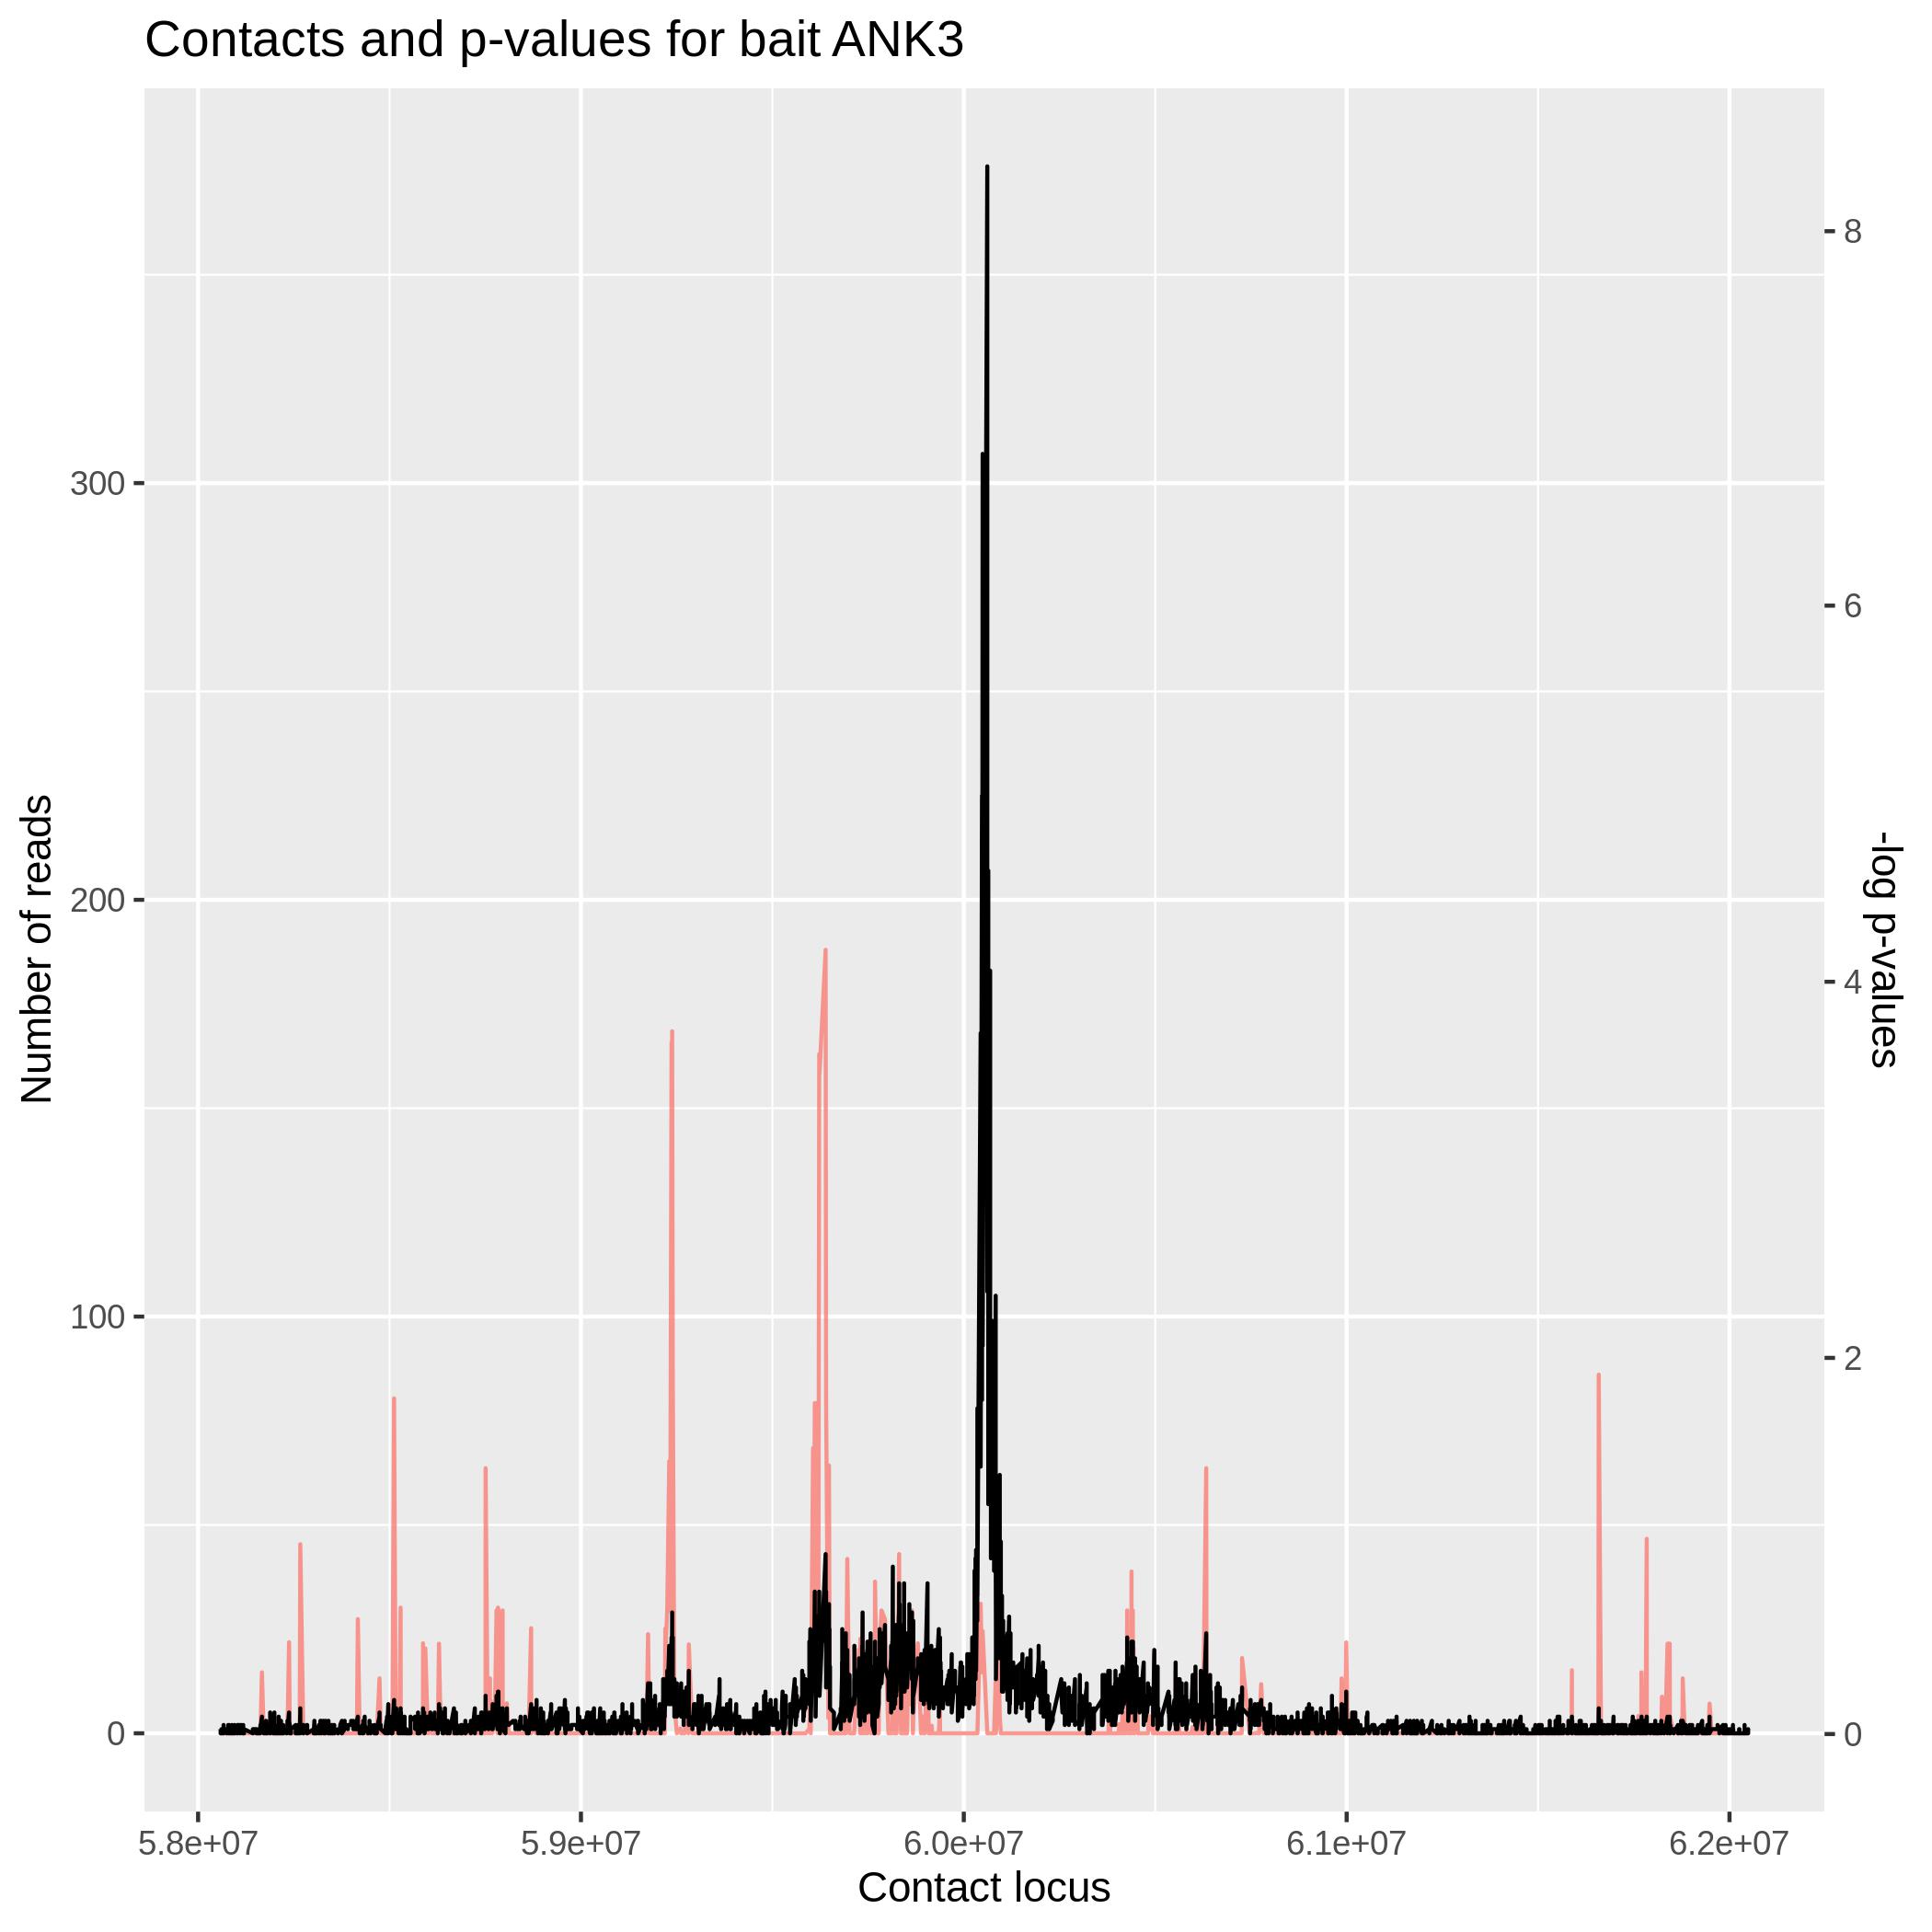 Contacts and p-values for bait ANK3
Number of reads
300
200
100
0
8
6
4
2
0
-log p-values
5.8e+07
5.9e+07
6.0e+07
6.1e+07
6.2e+07
Contact locus